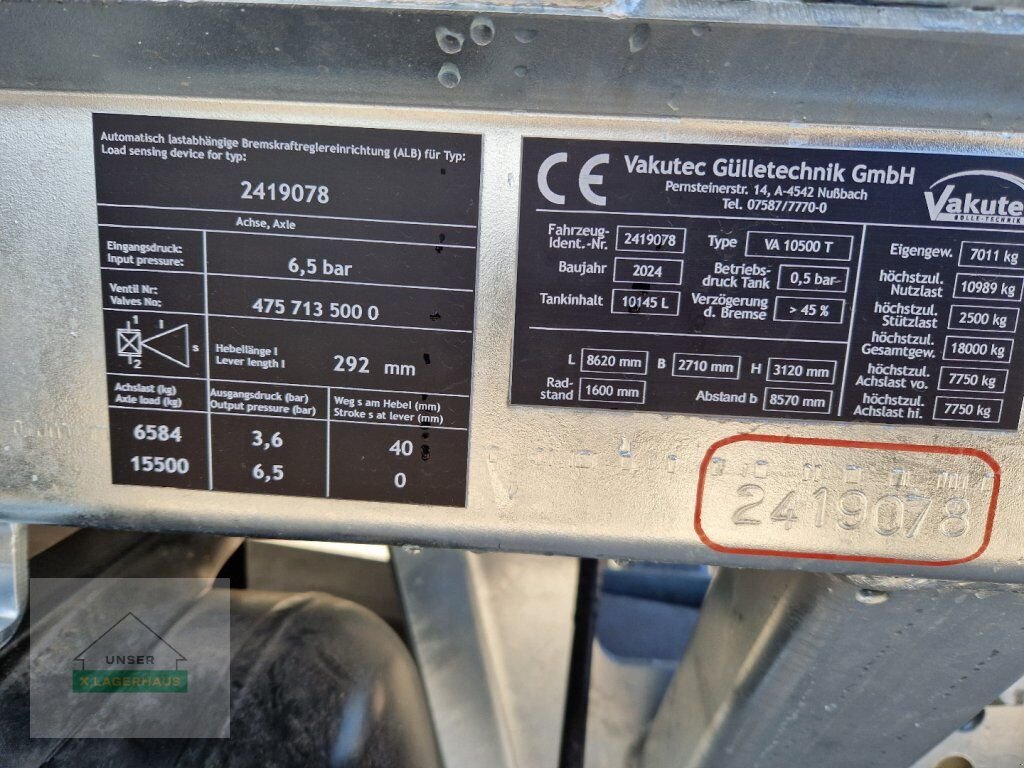 Automatisch lastabhängige Bremskraftreglereinrichtung (ALB) für Typ:
Load sensing device for typ:
2419078
Achse, Axle
Eingangsdruck:
Input pressure:
6,5 bar
Ventil Nr:
Valves No:
475 713 500 0
1
2
s
Hebellänge l
Lever length l
292 mm
Achslast (kg)
Axle load (kg)
Ausgangsdruck (bar)
Output pressure (bar)
Weg s am Hebel (mm)
Stroke s at lever (mm)
6584 3,6 40
15500 6,5 0
CE
Vakutec Gülletechnik GmbH
Pernsteinerstr. 14, A-4542 Nußbach
Tel. 07587/7770-0
Vakute
GÜLLE-TECHNIK
Fahrzeug-
Ident.-Nr. 2419078
Type VA 10500 T
Baujahr 2024
Betriebs-
druck Tank 0,5 bar
Tankinhalt 10145 L
Verzögerung
d. Bremse > 45 %
L 8620 mm B 2710 mm H 3120 mm
Rad-
stand 1600 mm
Abstand b 8570 mm
Eigengew. 7011 kg
höchstzul.
Nutzlast 10989 kg
höchstzul.
Stützlast 2500 kg
höchstzul.
Gesamtgew. 18000 kg
höchstzul.
Achslast vo. 7750 kg
höchstzul.
Achslast hi. 7750 kg
2419078
UNSER
X LAGERHAUS